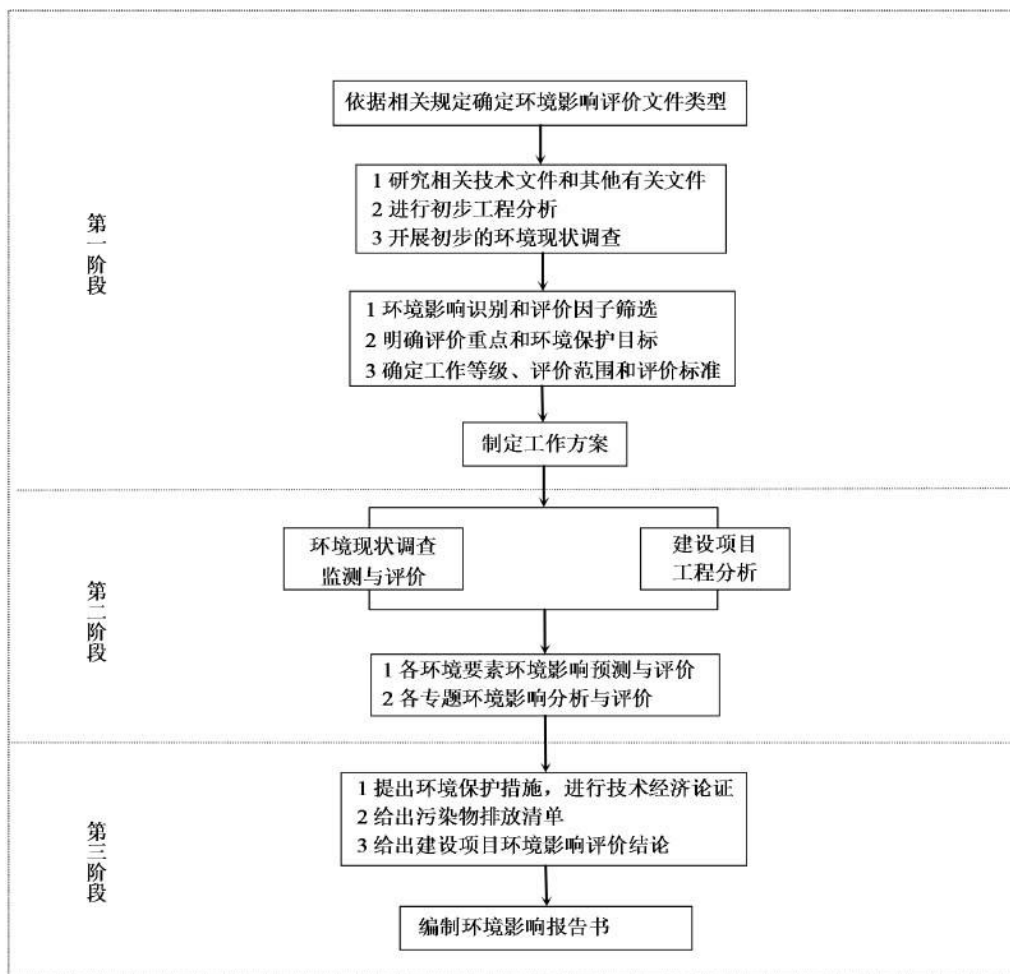 依据相关规定确定环境影响评价文件类型
1 研究相关技术文件和其他有关文件
2 进行初步工程分析
3 开展初步的环境现状调查
第一阶段
1 环境影响识别和评价因子筛选
2 明确评价重点和环境保护目标
3 确定工作等级、评价范围和评价标准
制定工作方案
环境现状调查
监测与评价
建设项目
工程分析
第二阶段
1 各环境要素环境影响预测与评价
2 各专题环境影响分析与评价
1 提出环境保护措施，进行技术经济论证
2 给出污染物排放清单
3 给出建设项目环境影响评价结论
第三阶段
编制环境影响报告书